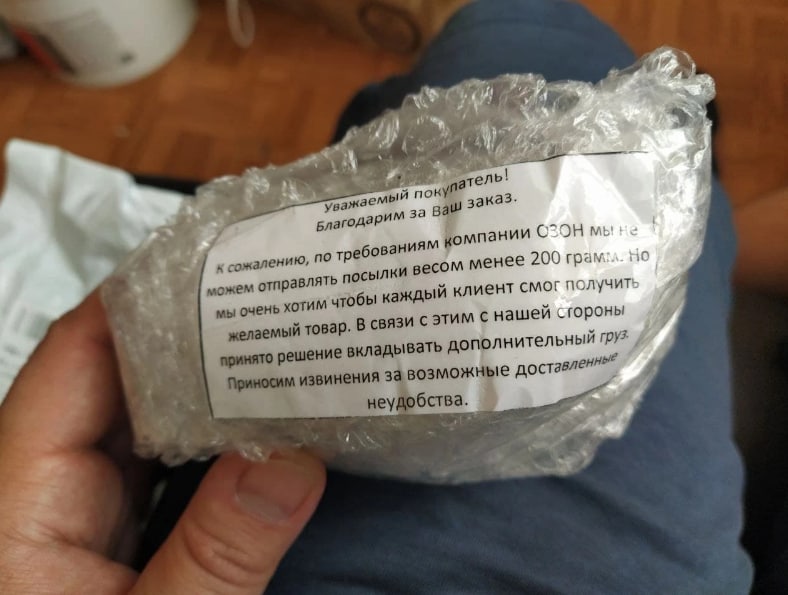 Уважаемый покупатель!
Благодарим за Ваш заказ.
К сожалению, по требованиям компании ОЗОН мы не
можем отправлять посылки весом менее 200 грамм. Но
мы очень хотим чтобы каждый клиент смог получить
желаемый товар. В связи с этим с нашей стороны
принято решение вкладывать дополнительный груз.
Приносим извинения за возможные доставленные
неудобства.